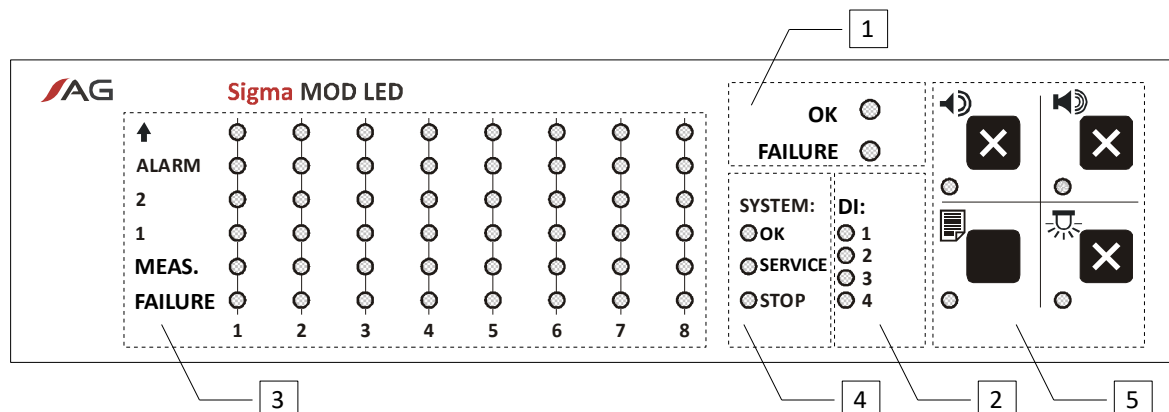 1
AG
Sigma MOD LED
ALARM
2
1
MEAS.
FAILURE
1 2 3 4 5 6 7 8
OK
FAILURE
SYSTEM:
OK
SERVICE
STOP
DI:
1
2
3
4
3
4
2
5